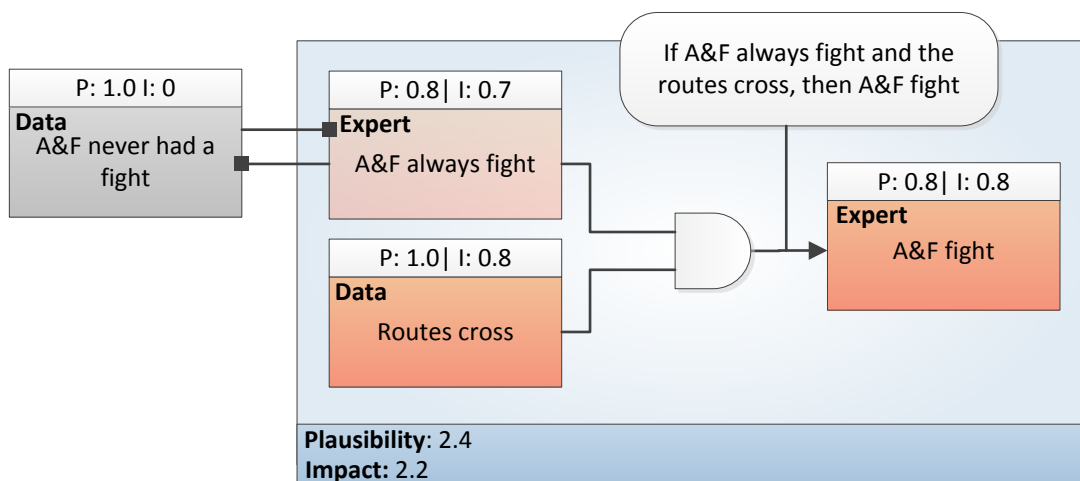 If A&F always fight and the
routes cross, then A&F fight
P: 1.0 I: 0
Data
A&F never had a
fight
P: 0.8| I: 0.7
Expert
A&F always fight
P: 1.0| I: 0.8
Data
Routes cross
P: 0.8| I: 0.8
Expert
A&F fight
Plausibility: 2.4
Impact: 2.2